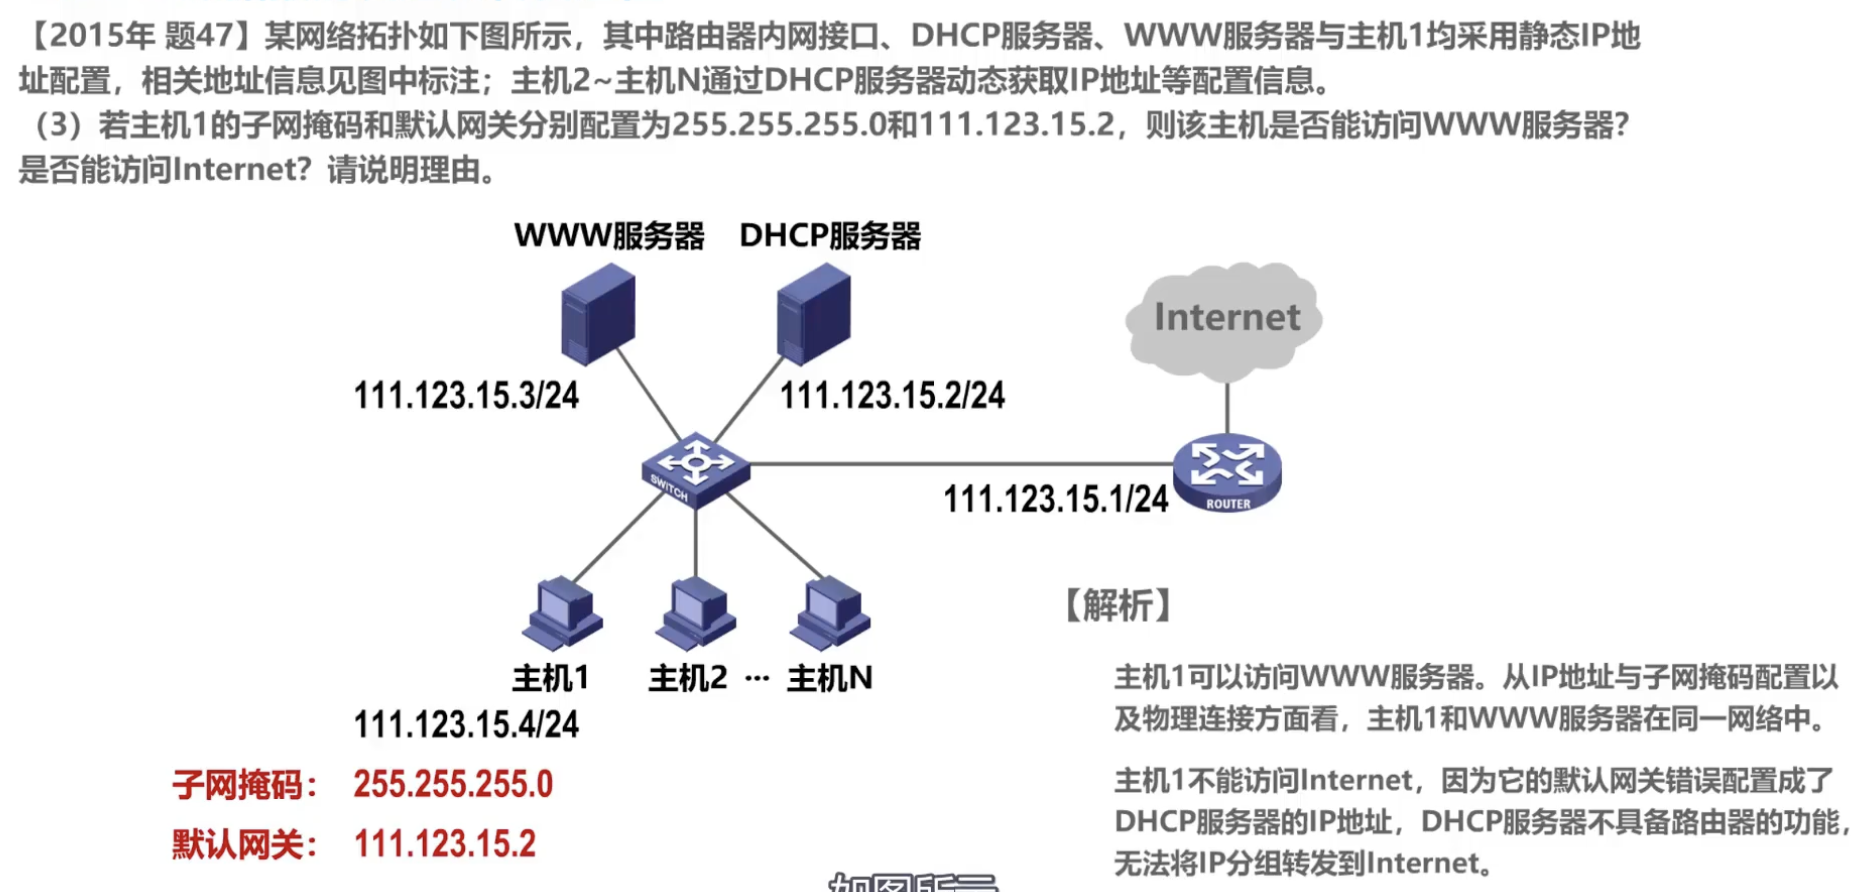 【2015年 题47】某网络拓扑如下图所示，其中路由器内网接口、DHCP服务器、WWW服务器与主机1均采用静态IP地
址配置，相关地址信息见图中标注；主机2~主机N通过DHCP服务器动态获取IP地址等配置信息。
（3）若主机1的子网掩码和默认网关分别配置为255.255.255.0和111.123.15.2，则该主机是否能访问WWW服务器？
是否能访问Internet？请说明理由。
WWW服务器 DHCP服务器
Internet
111.123.15.3/24 111.123.15.2/24
SWITCH
111.123.15.1/24
ROUTER
主机1 主机2 ··· 主机N
111.123.15.4/24
子网掩码： 255.255.255.0
默认网关： 111.123.15.2
【解析】
主机1可以访问WWW服务器。从IP地址与子网掩码配置以
及物理连接方面看，主机1和WWW服务器在同一网络中。
主机1不能访问Internet，因为它的默认网关错误配置成了
DHCP服务器的IP地址，DHCP服务器不具备路由器的功能，
无法将IP分组转发到Internet。
如图所示